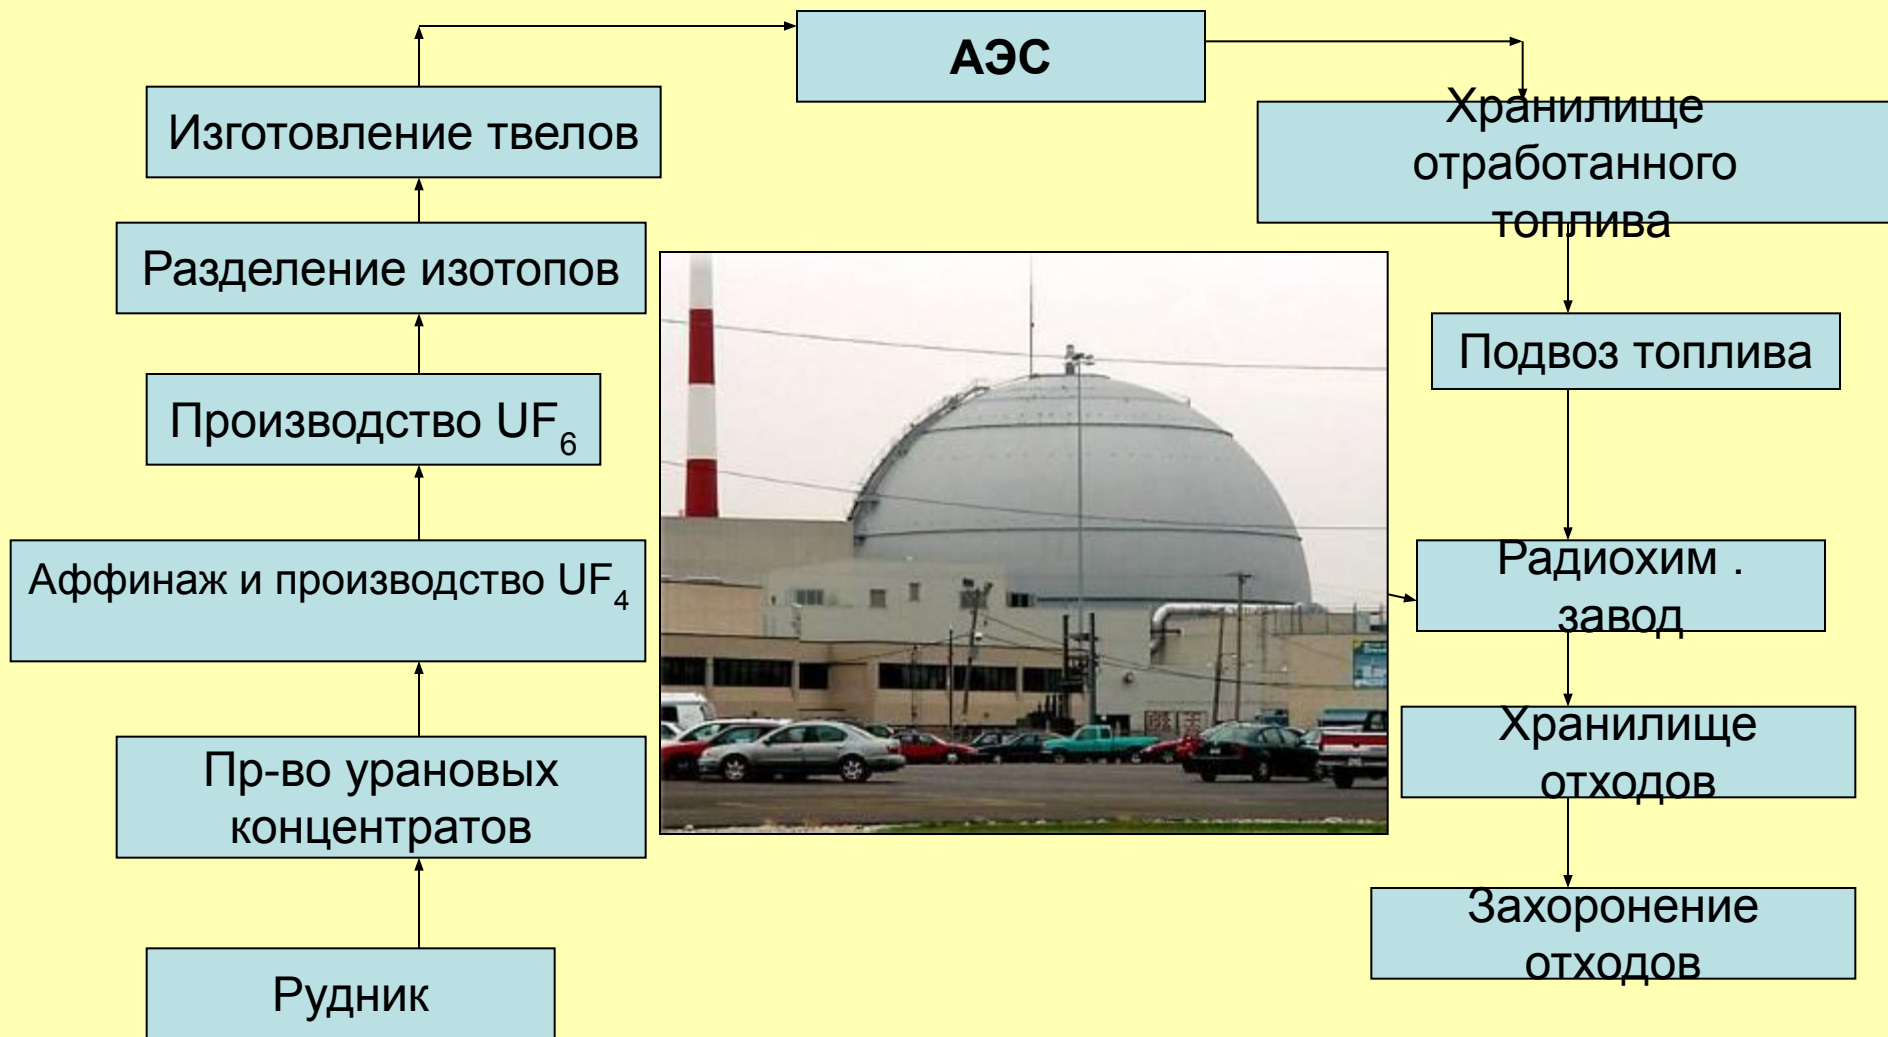 АЭС
Изготовление твелов
Разделение изотопов
Производство UF₆
Аффинаж и производство UF₄
Пр-во урановых
концентратов
Рудник
Хранилище
отработанного
топлива
Подвоз топлива
Радиохим .
завод
Хранилище
отходов
Захоронение
отходов